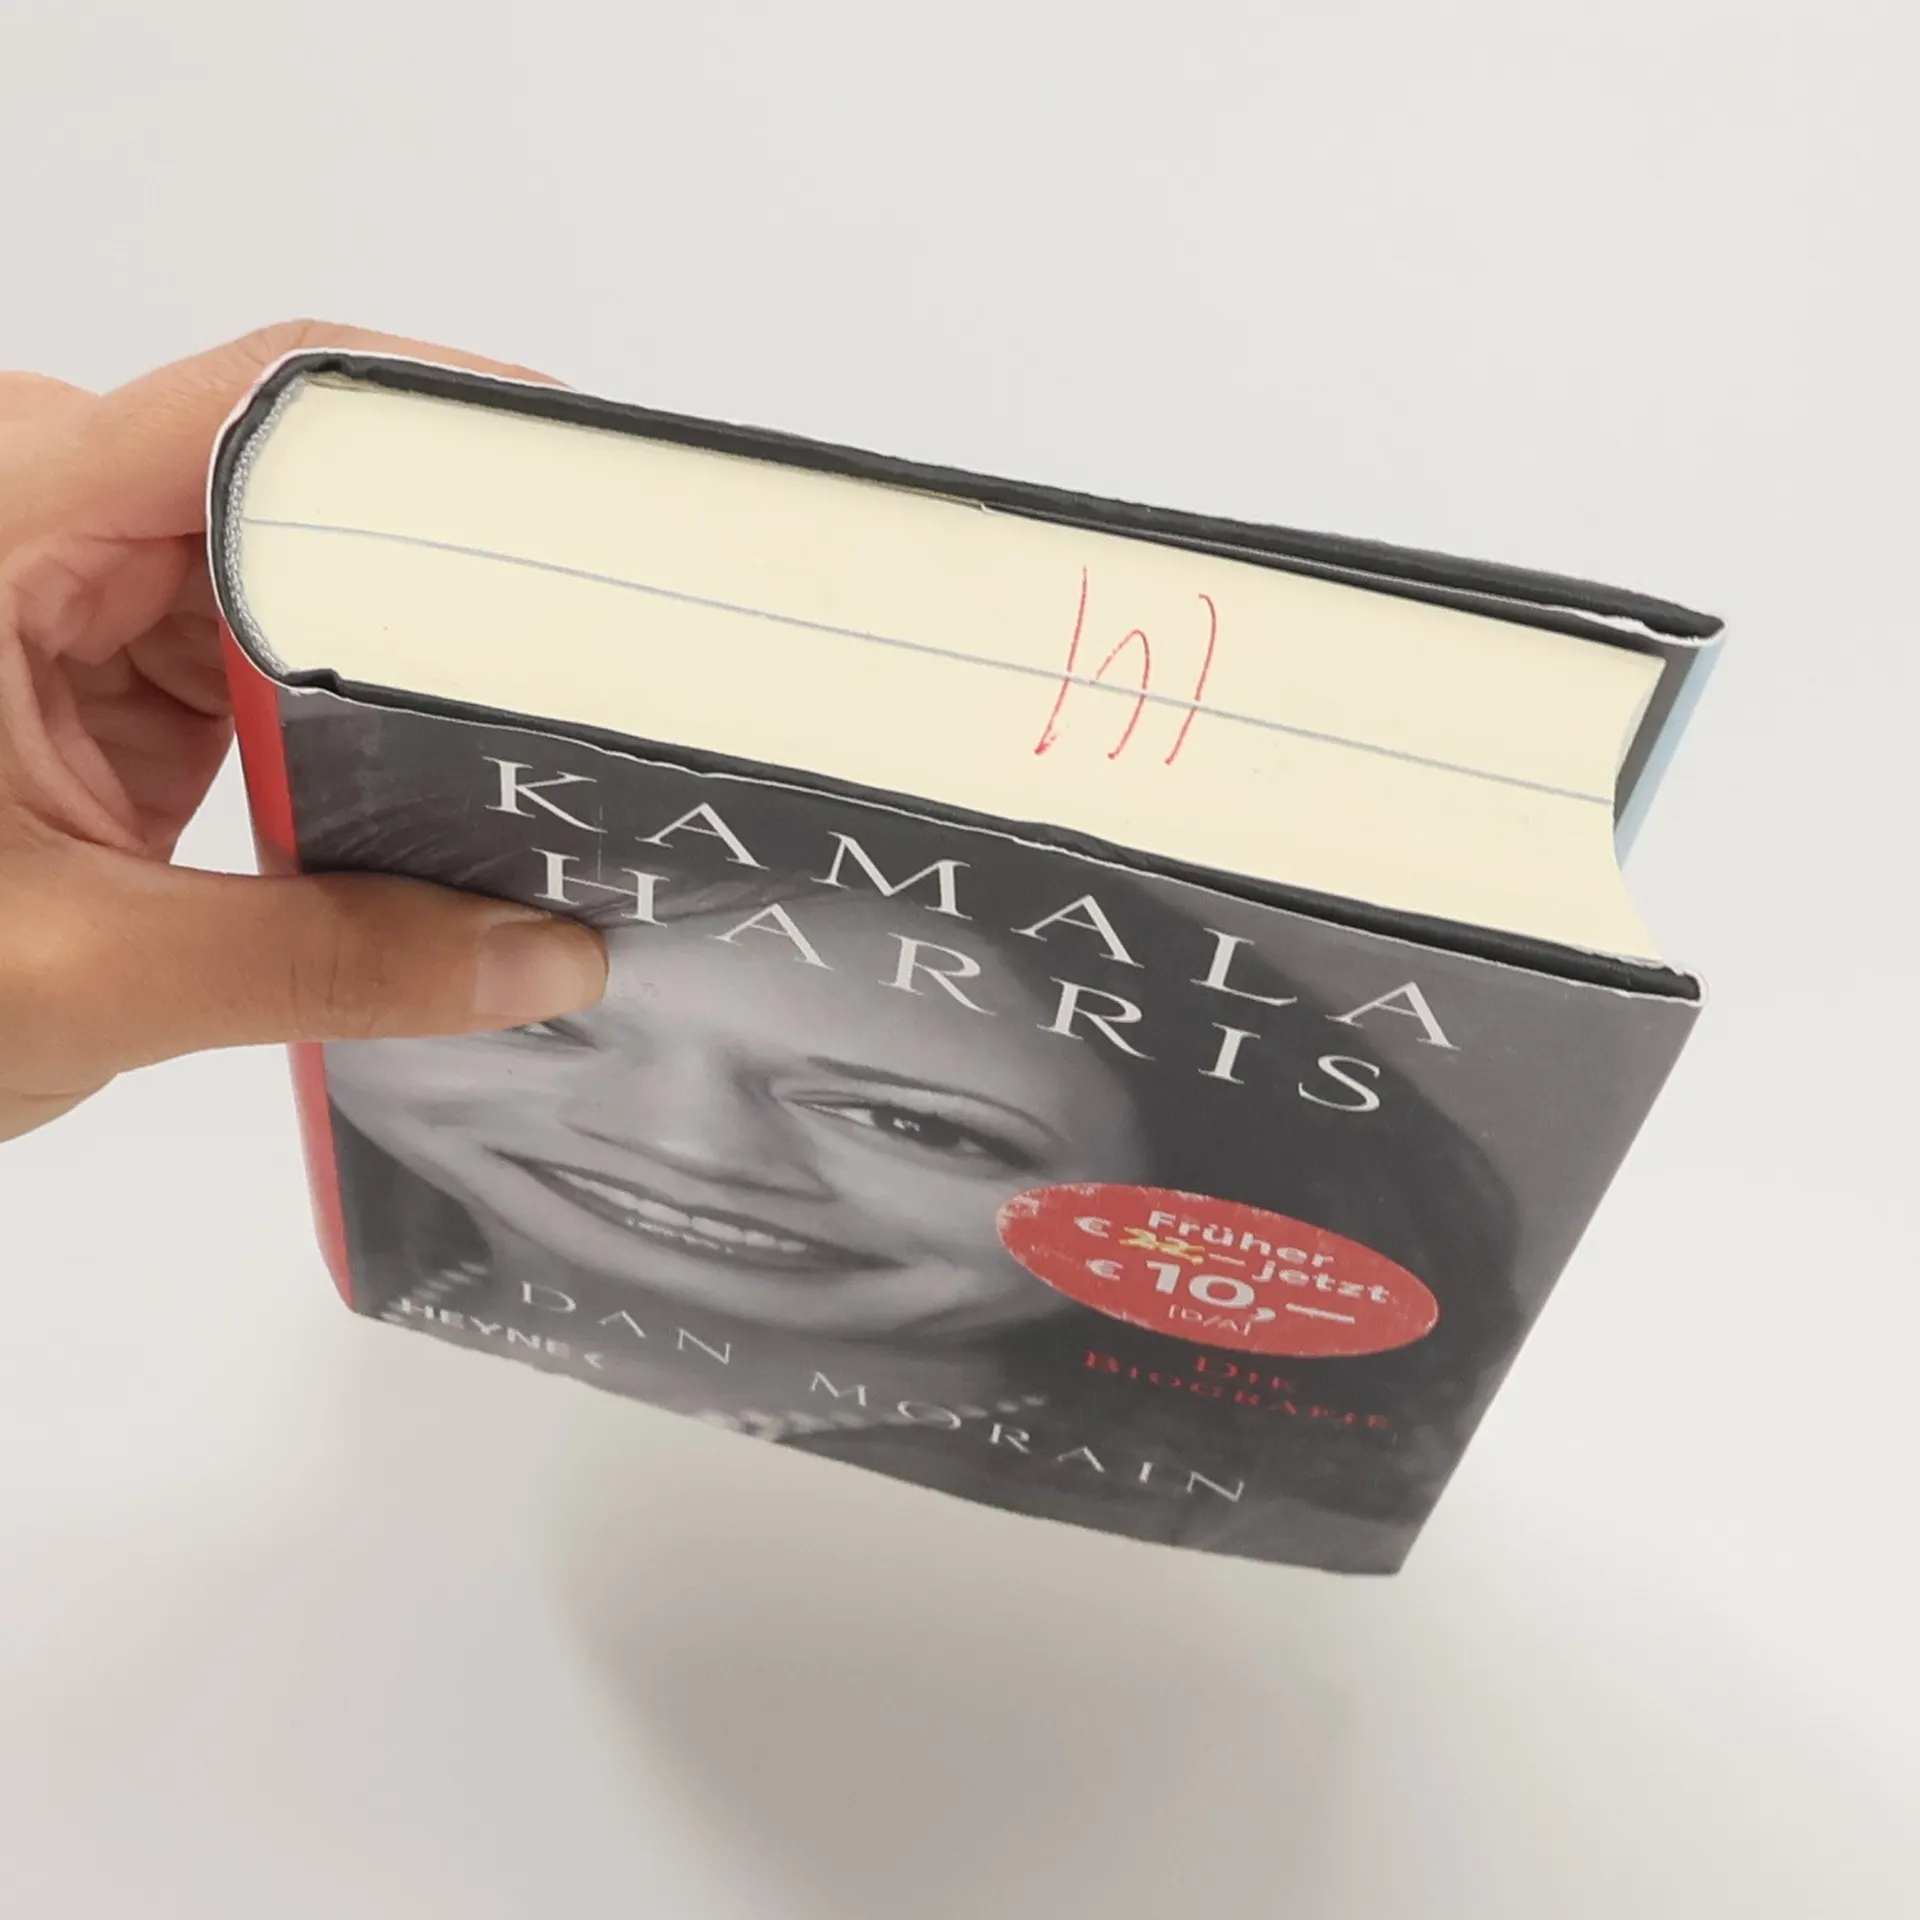 KAMALA
HARRIS
Früher
€ 22,— jetzt
€ 10,—
[D/A]
DIE
BIOGRAFIE
DAN MORAIN
HEYNE <